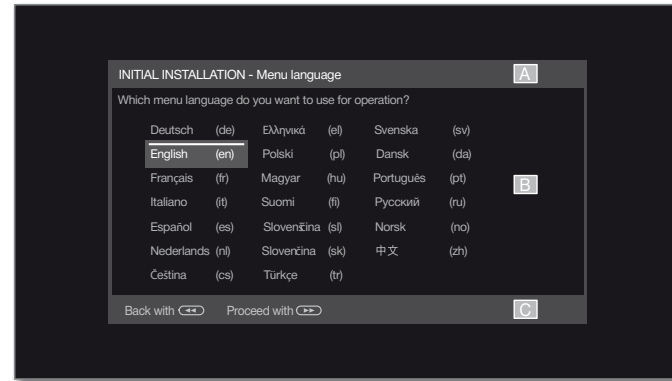 INITIAL INSTALLATION - Menu language A
Which menu language do you want to use for operation?
Deutsch (de) Ελληνικά (el) Svenska (sv)
English (en) Polski (pl) Dansk (da)
Français (fr) Magyar (hu) Português (pt) B
Italiano (it) Suomi (fi) Русский (ru)
Español (es) Slovenščina (sl) Norsk (no)
Nederlands (nl) Slovenčina (sk) 中文 (zh)
Čeština (cs) Türkçe (tr)
Back with ◄◄ Proceed with ►► C